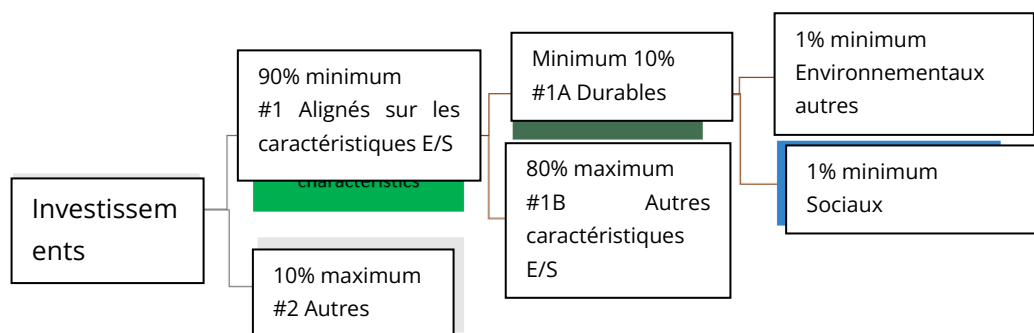 Investissem
ents
90% minimum
#1 Alignés sur les
caractéristiques E/S
characteristics
10% maximum
#2 Autres
Minimum 10%
#1A Durables
80% maximum
#1B Autres
caractéristiques
E/S
1% minimum
Environnementaux
autres
1% minimum
Sociaux